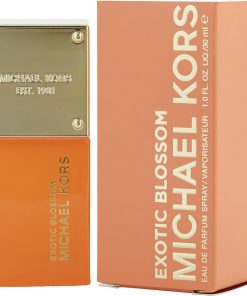 MICHAEL KORS
EST. 1981
EXOTIC BLOSSOM
MICHAEL KORS
EXOTIC BLOSSOM
MICHAEL KORS
EAU DE PARFUM SPRAY/VAPORISATEUR
1.0 FL. OZ. LIQ./30 ml ℮